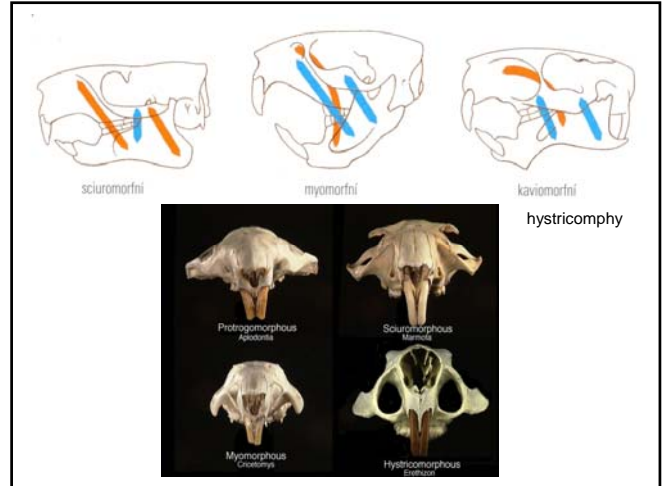 sciuromorfní
myomorfní
kaviomorfní
hystricomphy
Protrogomorphous
Aplodontia
Sciuromorphous
Marmota
Myomorphous
Cricetomys
Hystricomorphous
Erethizon